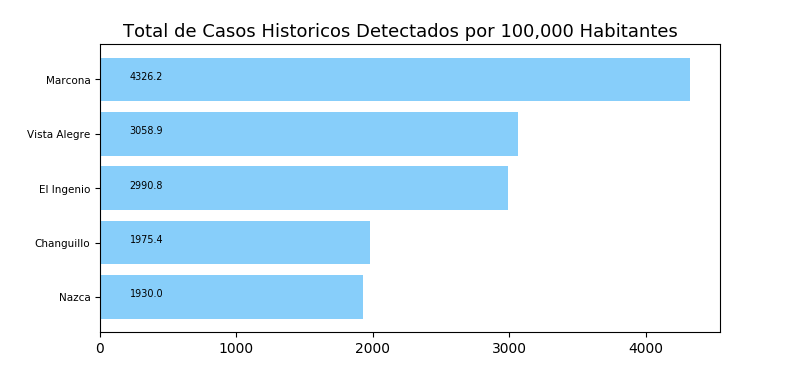 Total de Casos Historicos Detectados por 100,000 Habitantes
Marcona 4326.2
Vista Alegre 3058.9
El Ingenio 2990.8
Changuillo 1975.4
Nazca 1930.0
0 1000 2000 3000 4000